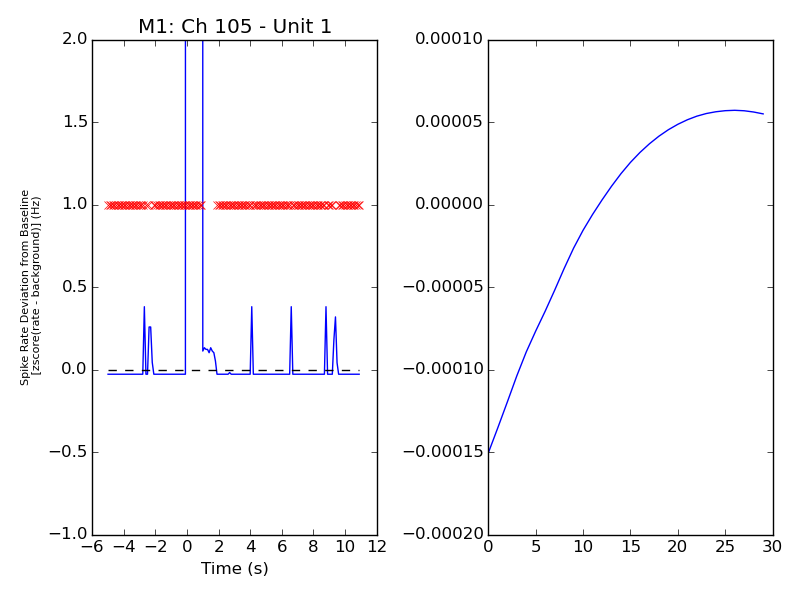 M1: Ch 105 - Unit 1
Spike Rate Deviation from Baseline
[zscore(rate - background)] (Hz)
2.0
1.5
1.0
0.5
0.0
−0.5
−1.0
−6 −4 −2 0 2 4 6 8 10 12
Time (s)
0.00010
0.00005
0.00000
−0.00005
−0.00010
−0.00015
−0.00020
0 5 10 15 20 25 30